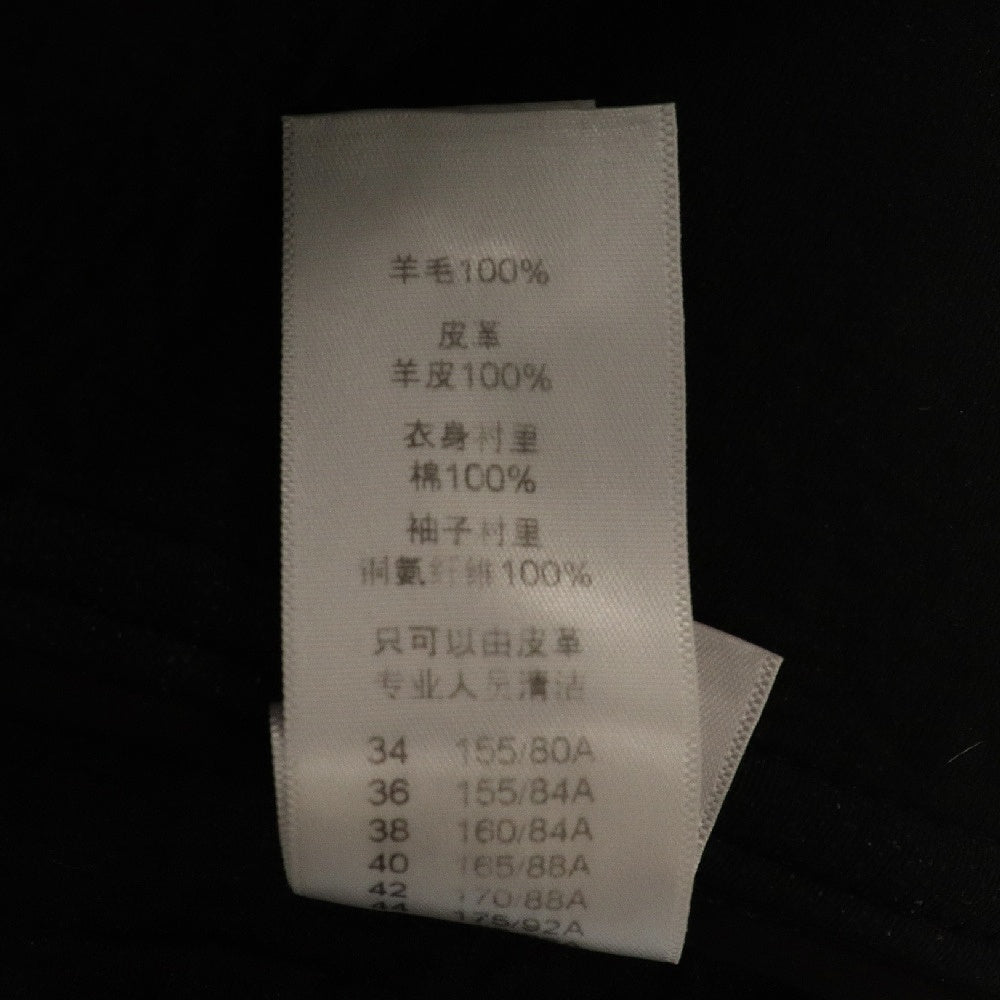 羊毛100%
皮革
羊皮100%
衣身衬里
棉100%
袖子衬里
铜氨纤维100%
只可以由皮革
专业人员清洁
34 155/80A
36 155/84A
38 160/84A
40 165/88A
42 170/88A
44 175/92A